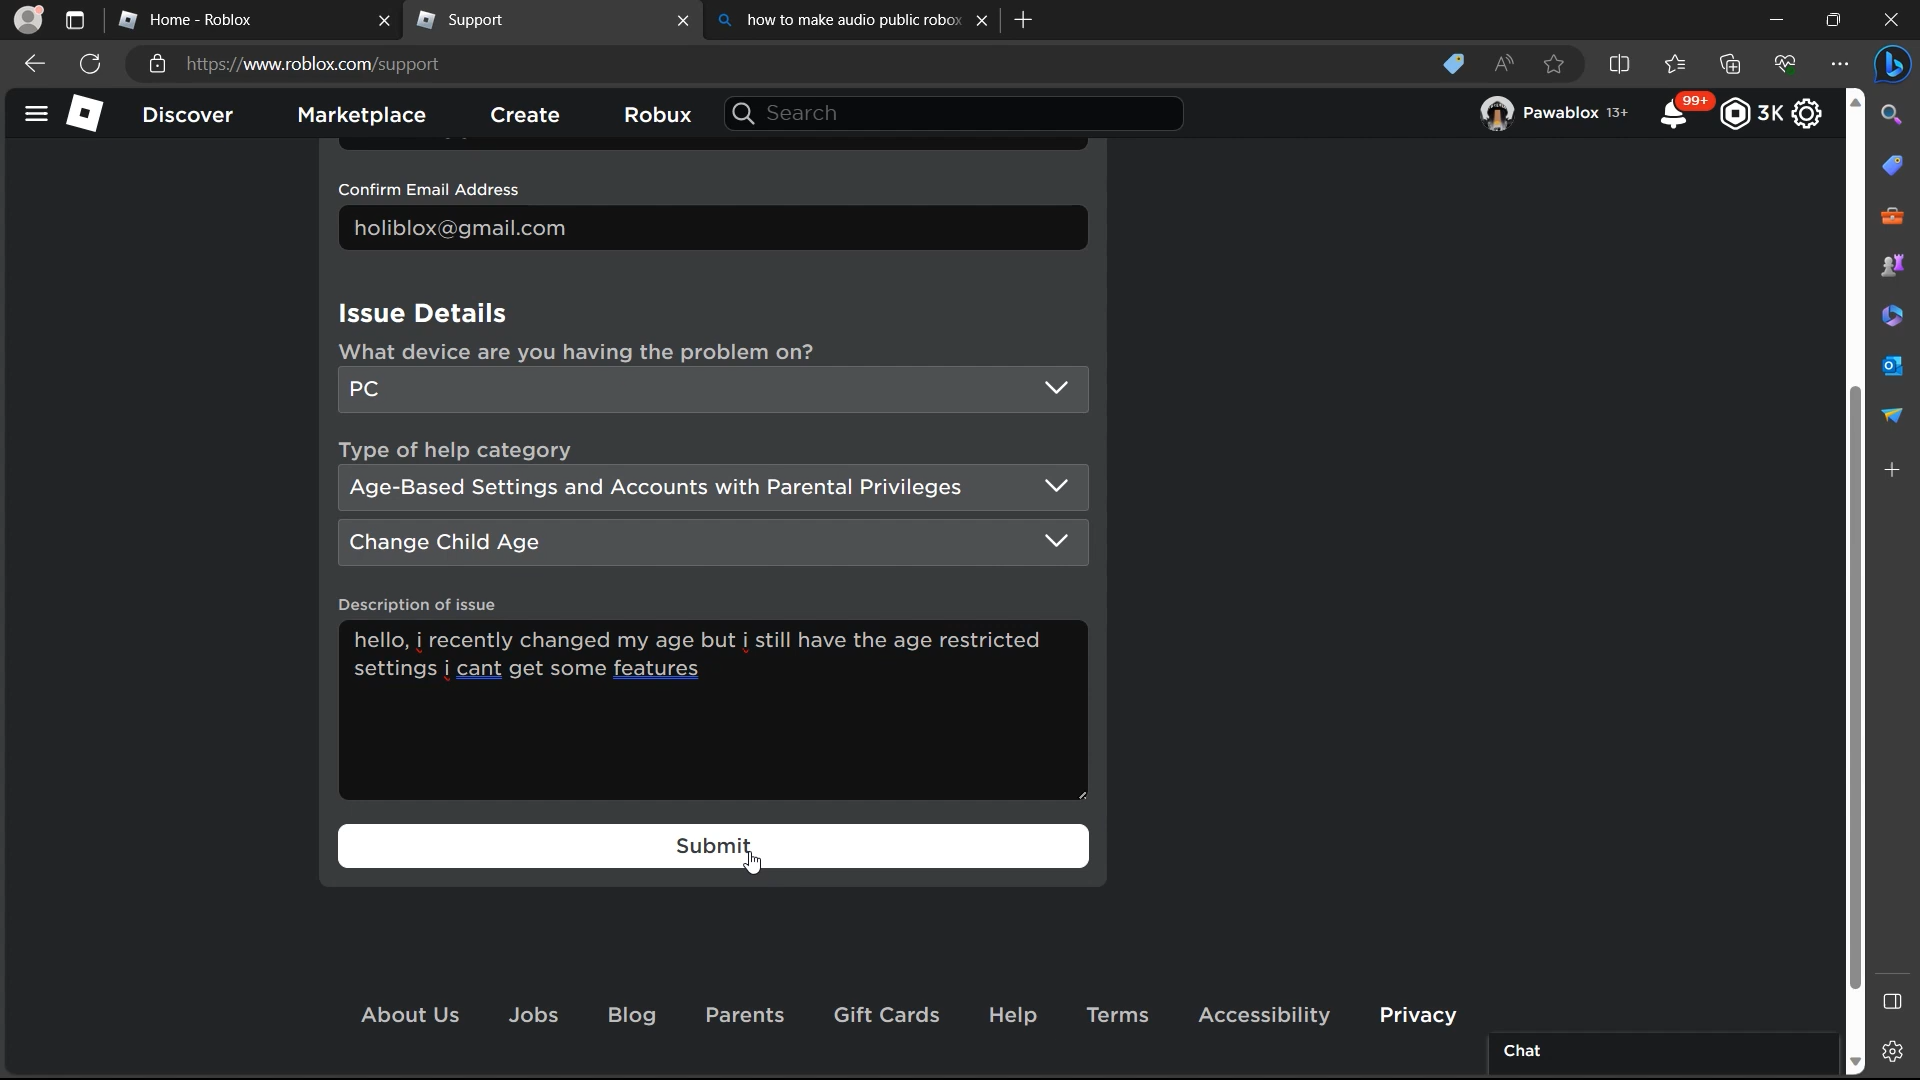 Home - Roblox
Support
how to make audio public robox
https://www.roblox.com/support
Discover
Marketplace
Create
Robux
Search
Pawablox 13+
99+
3K
Confirm Email Address
holiblox@gmail.com
Issue Details
What device are you having the problem on?
PC
Type of help category
Age-Based Settings and Accounts with Parental Privileges
Change Child Age
Description of issue
hello, i recently changed my age but i still have the age restricted
settings i cant get some features
Submit
About Us
Jobs
Blog
Parents
Gift Cards
Help
Terms
Accessibility
Privacy
Chat